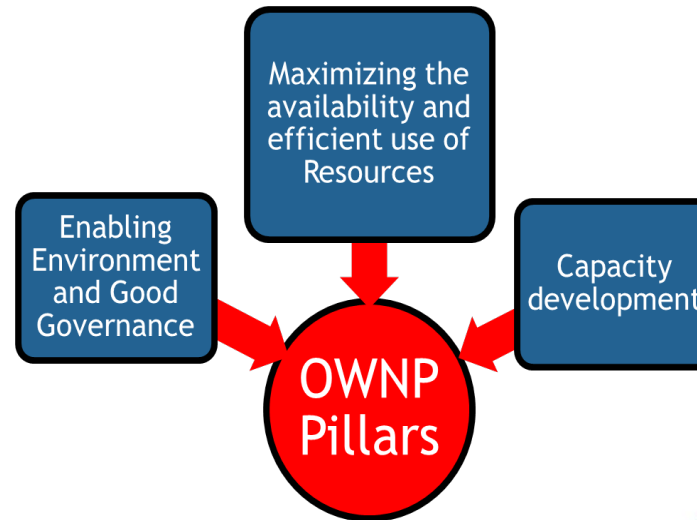 Maximizing the
availability and
efficient use of
Resources
Enabling
Environment
and Good
Governance
Capacity
development
OWNP
Pillars